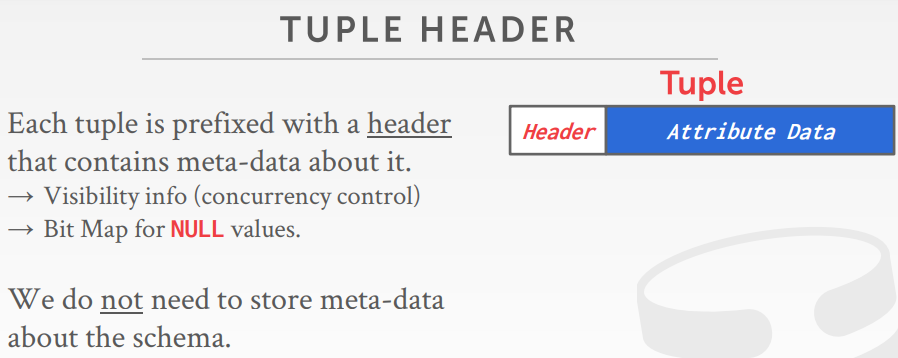 TUPLE HEADER
Each tuple is prefixed with a header
that contains meta-data about it.
→ Visibility info (concurrency control)
→ Bit Map for NULL values.
We do not need to store meta-data
about the schema.
Tuple
Header Attribute Data